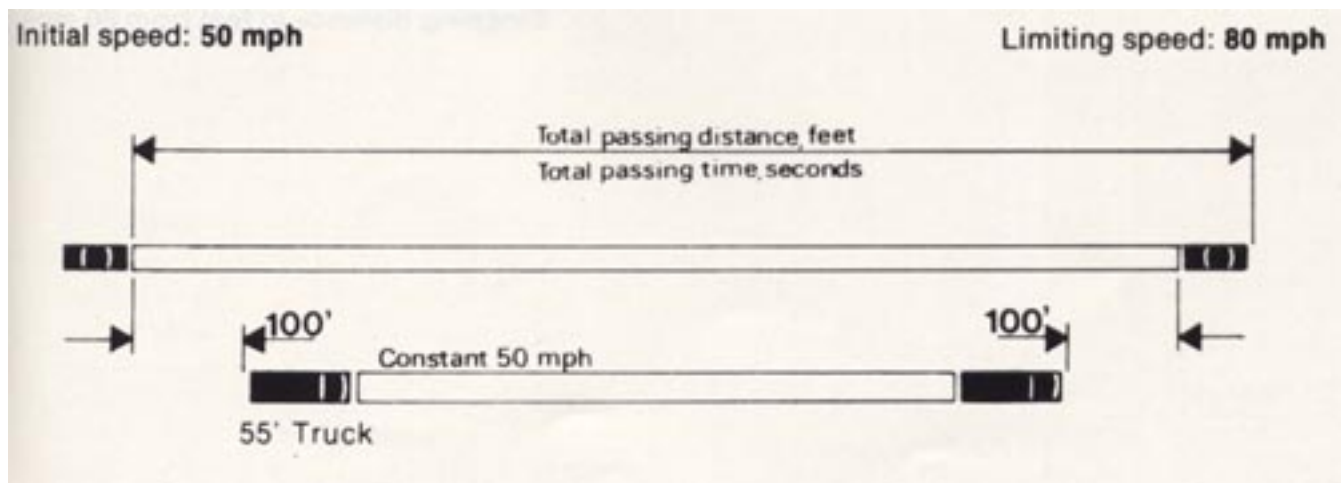 Initial speed: 50 mph
Limiting speed: 80 mph
Total passing distance, feet
Total passing time, seconds
100'
100'
Constant 50 mph
55' Truck